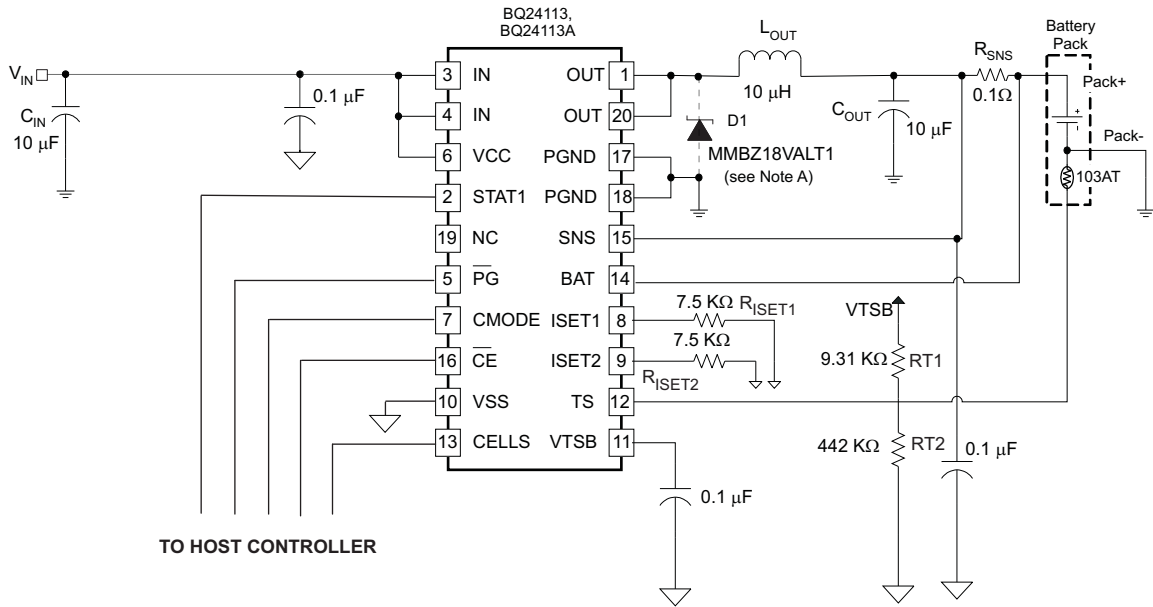 BQ24113,
BQ24113A
V_IN
C_IN
10 μF
0.1 μF
3 IN
4 IN
6 VCC
2 STAT1
19 NC
5 P̅G̅
7 CMODE
16 C̅E̅
10 VSS
13 CELLS
OUT 1
OUT 20
PGND 17
PGND 18
SNS 15
BAT 14
ISET1 8
ISET2 9
TS 12
VTSB 11
L_OUT
10 μH
D1
MMBZ18VALT1
(see Note A)
C_OUT
10 μF
R_SNS
0.1Ω
Battery
Pack
Pack+
+
-
Pack-
103AT
7.5 KΩ R_ISET1
7.5 KΩ
R_ISET2
VTSB
9.31 KΩ RT1
442 KΩ RT2
0.1 μF
0.1 μF
TO HOST CONTROLLER